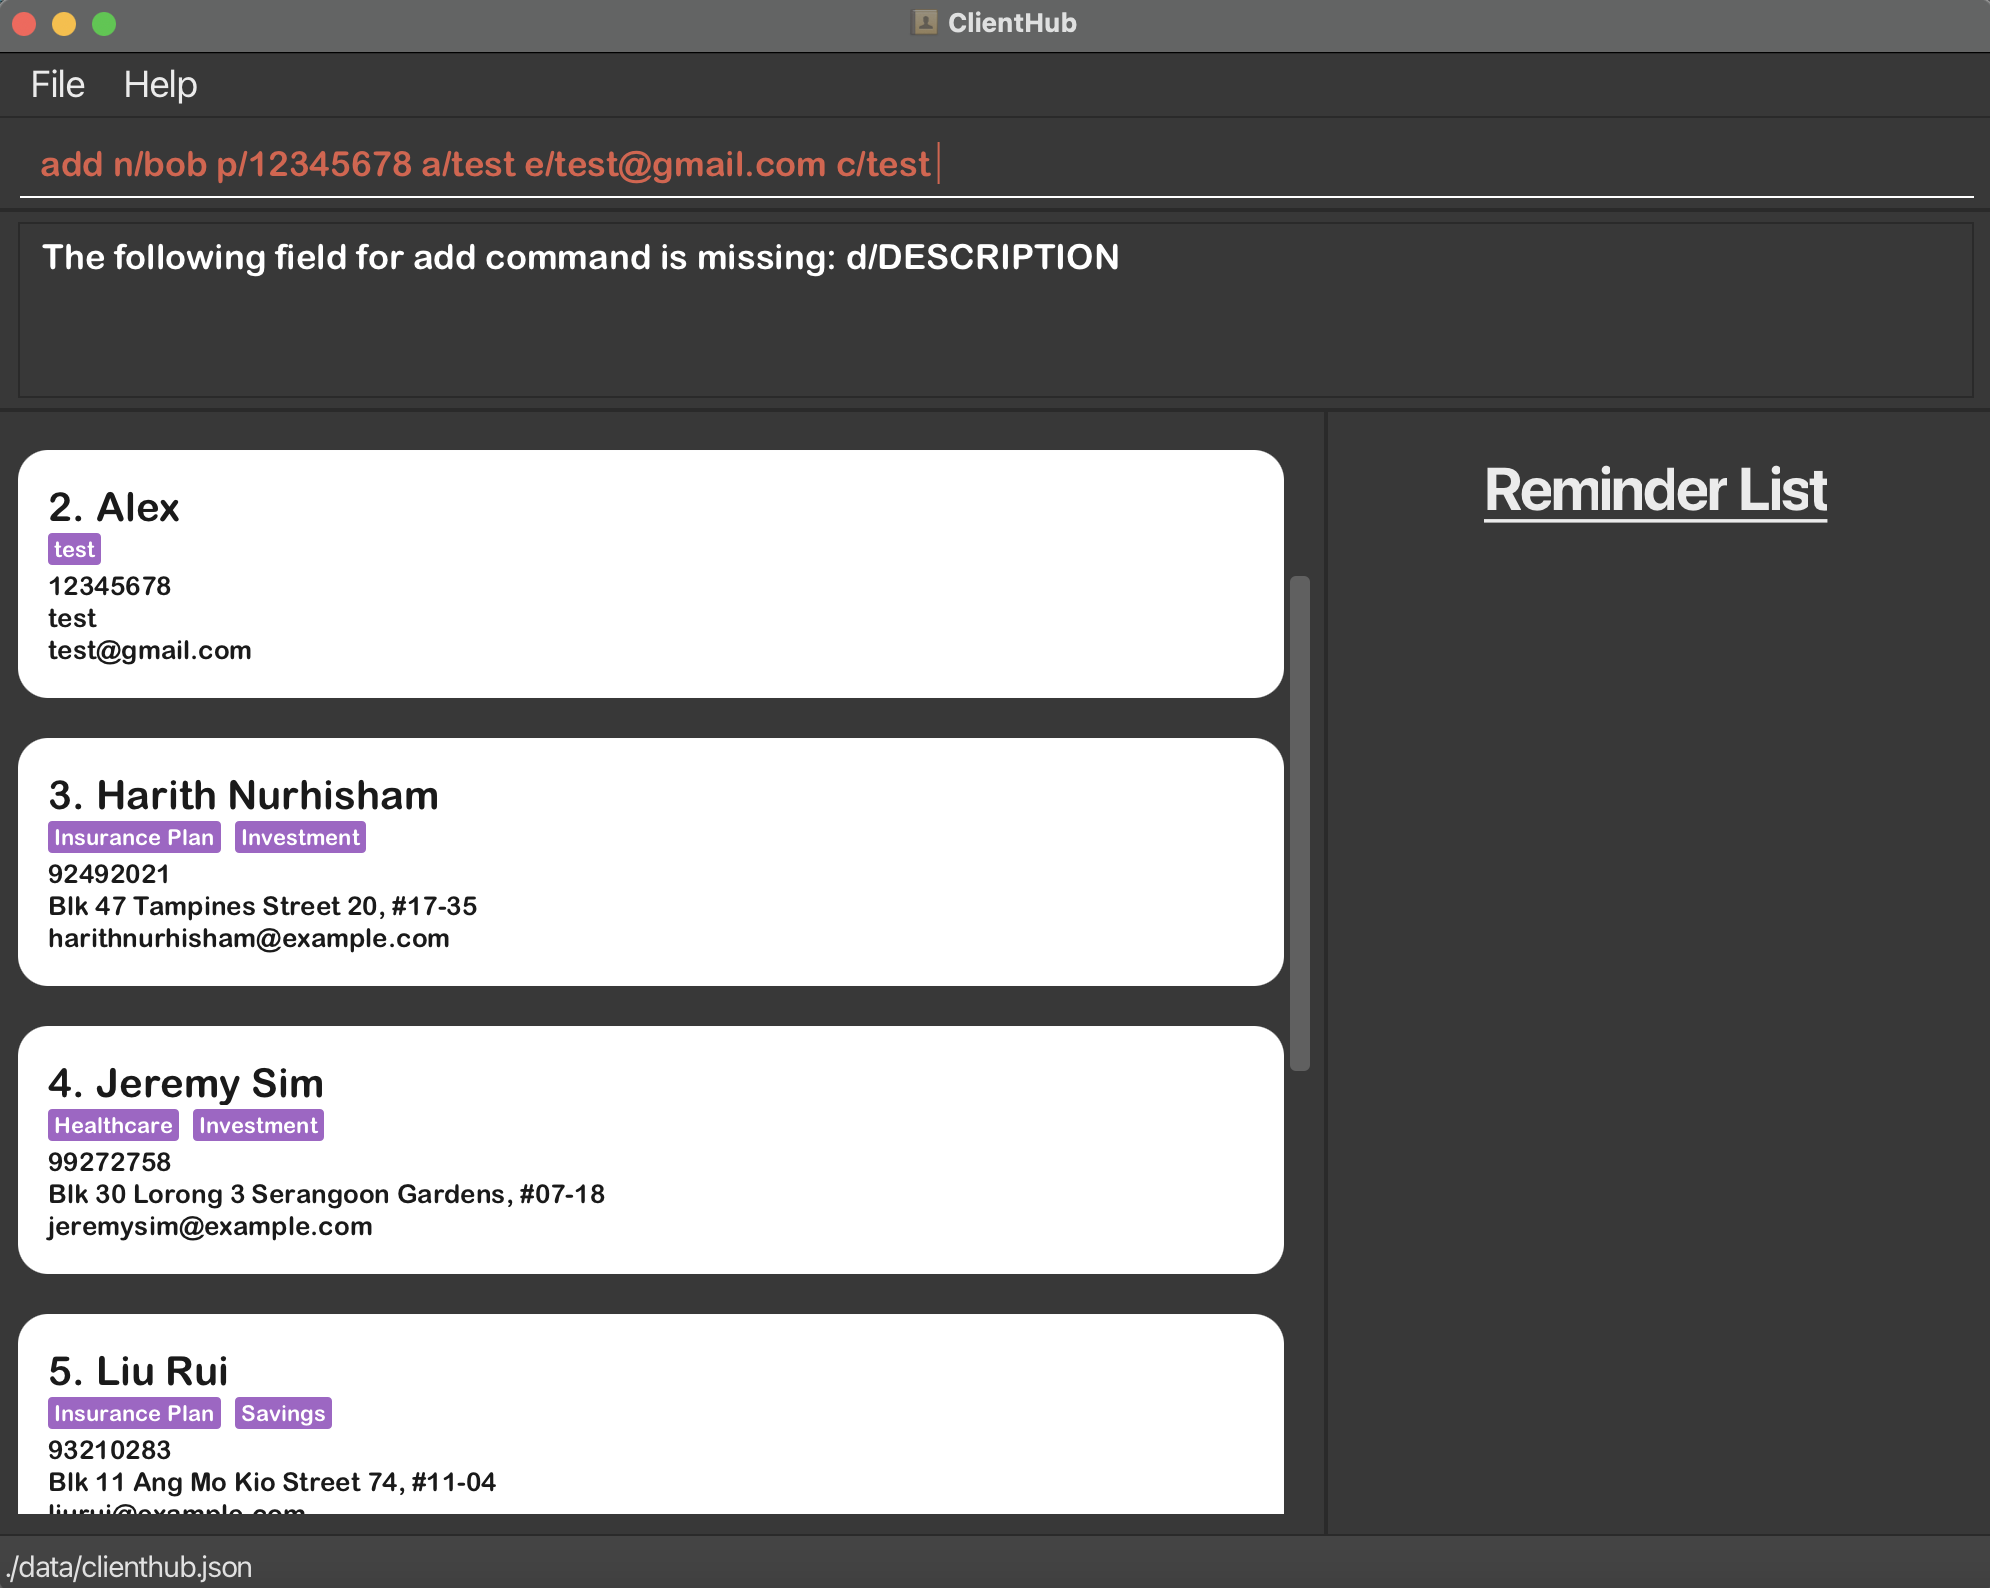 ClientHub
File Help
add n/bob p/12345678 a/test e/test@gmail.com c/test
The following field for add command is missing: d/DESCRIPTION
2. Alex
test
12345678
test
test@gmail.com
3. Harith Nurhisham
Insurance Plan Investment
92492021
Blk 47 Tampines Street 20, #17-35
harithnurhisham@example.com
4. Jeremy Sim
Healthcare Investment
99272758
Blk 30 Lorong 3 Serangoon Gardens, #07-18
jeremysim@example.com
5. Liu Rui
Insurance Plan Savings
93210283
Blk 11 Ang Mo Kio Street 74, #11-04
liurui@example.com
Reminder List
./data/clienthub.json